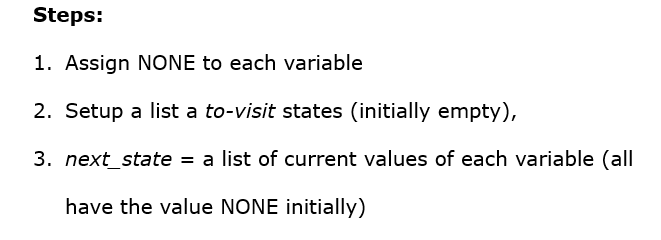 Steps:
1. Assign NONE to each variable
2. Setup a list a to-visit states (initially empty),
3. next_state = a list of current values of each variable (all
have the value NONE initially)